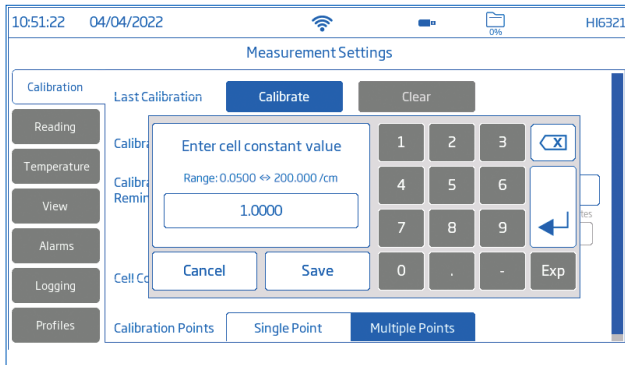 10:51:22 04/04/2022 0% HI6321
Measurement Settings
Calibration
Last Calibration Calibrate Clear
Reading
Calibra
Enter cell constant value
Range: 0.0500 ⇔ 200.000 /cm
1.0000
Cancel Save
1 2 3
4 5 6
7 8 9
0 . - Exp
Temperature
Calibra
Remin
tes
View
Alarms
Logging
Cell Co
Profiles
Calibration Points Single Point Multiple Points